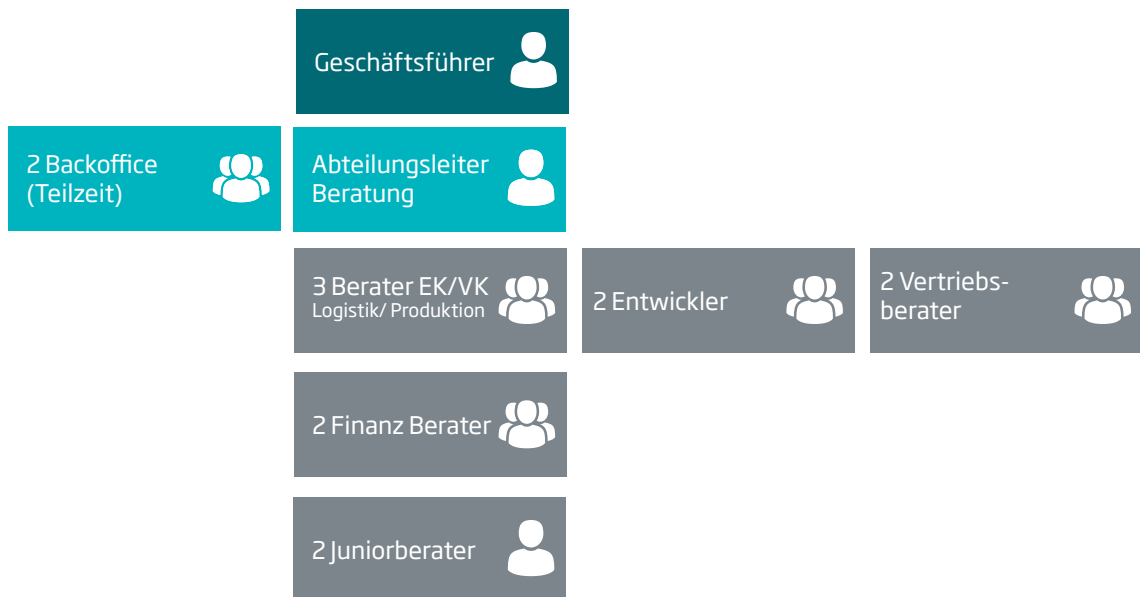 Geschäftsführer
2 Backoffice
(Teilzeit)
Abteilungsleiter
Beratung
3 Berater EK/VK
Logistik/ Produktion
2 Entwickler
2 Vertriebs-
berater
2 Finanz Berater
2 Juniorberater